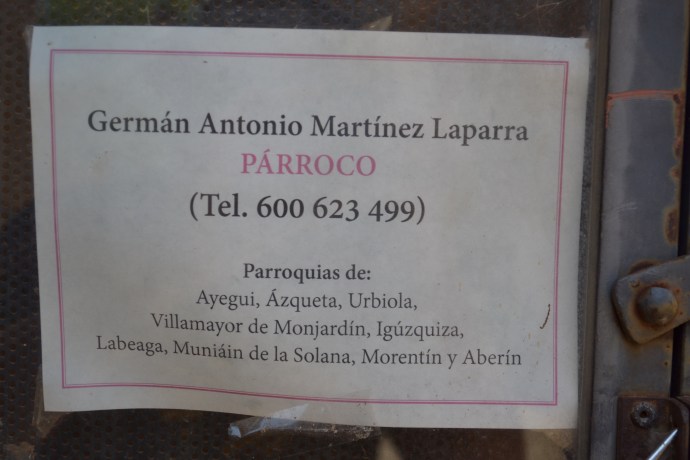 Germán Antonio Martínez Laparra
PÁRROCO
(Tel. 600 623 499)
Parroquias de:
Ayegui, Ázqueta, Urbiola,
Villamayor de Monjardín, Igúzquiza,
Labeaga, Muniáin de la Solana, Morentín y Aberín